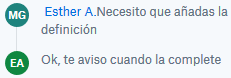 MG Esther A.Necesito que añadas la
definición
EA Ok, te aviso cuando la complete